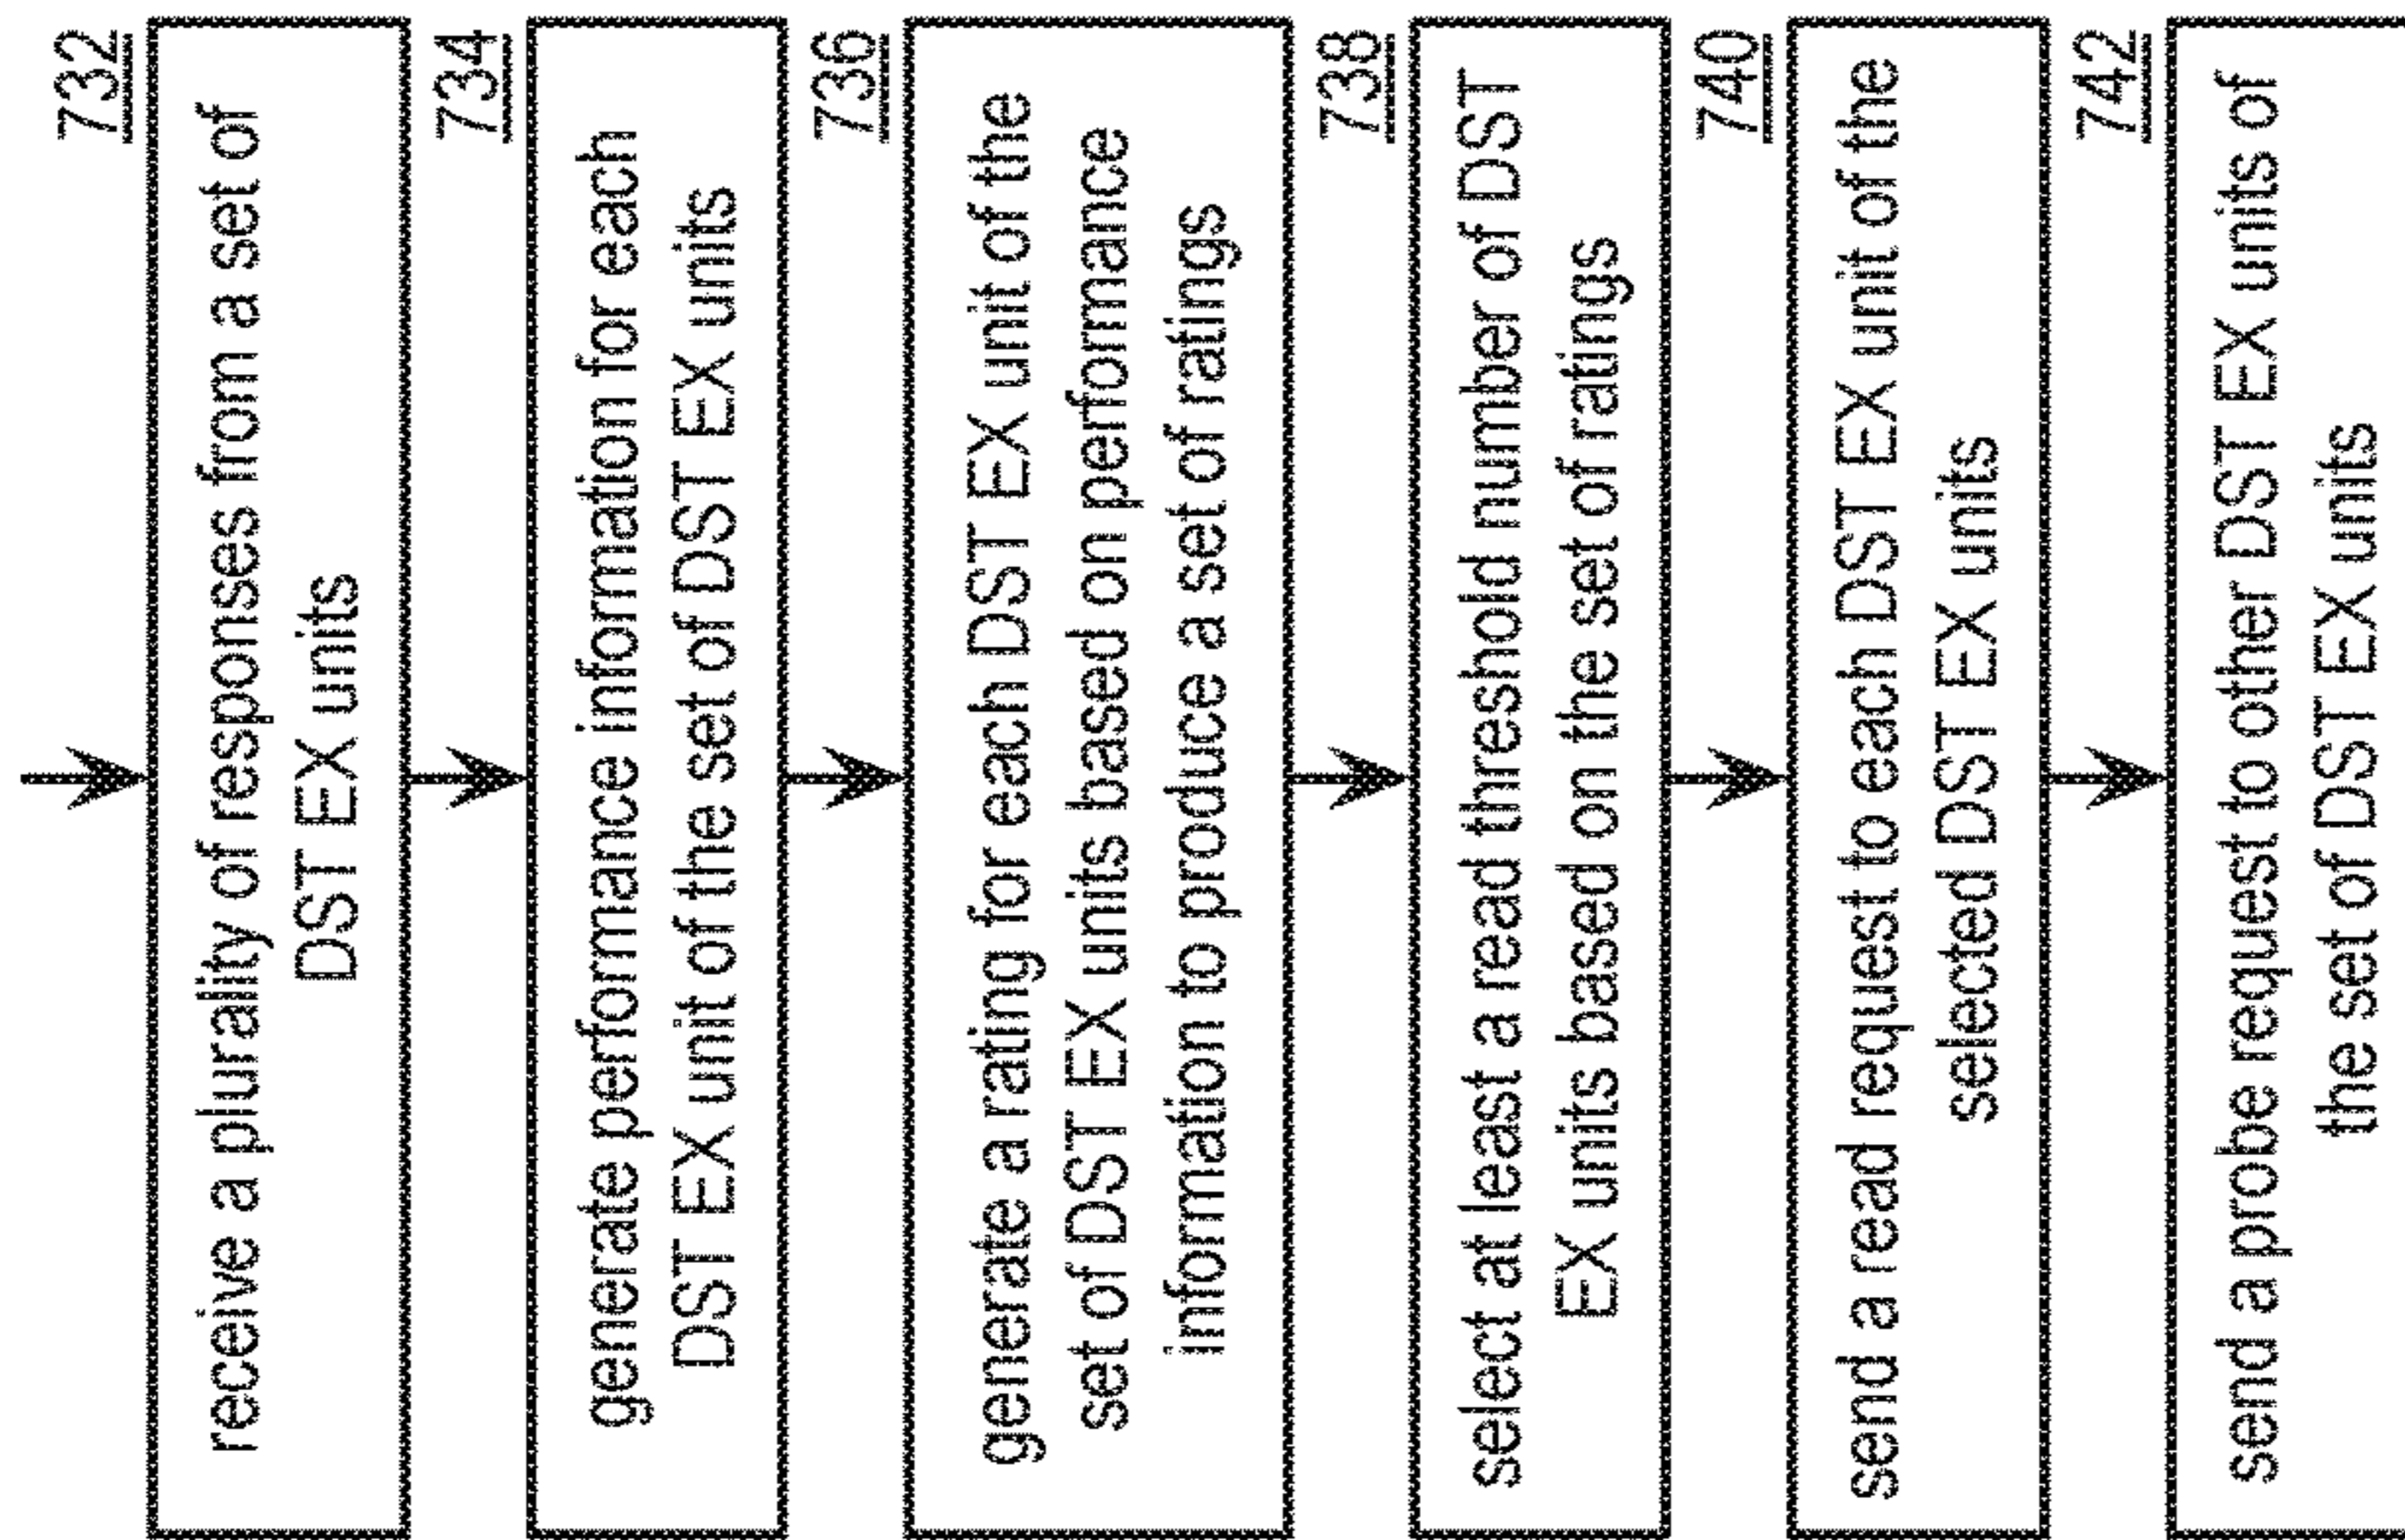 732
receive a plurality of responses from a set of
DST EX units
734
generate performance information for each
DST EX unit of the set of DST EX units
736
generate a rating for each DST EX unit of the
set of DST EX units based on performance
information to produce a set of ratings
738
select at least a read threshold number of DST
EX units based on the set of ratings
740
send a read request to each DST EX unit of the
selected DST EX units
742
send a probe request to other DST EX units of
the set of DST EX units